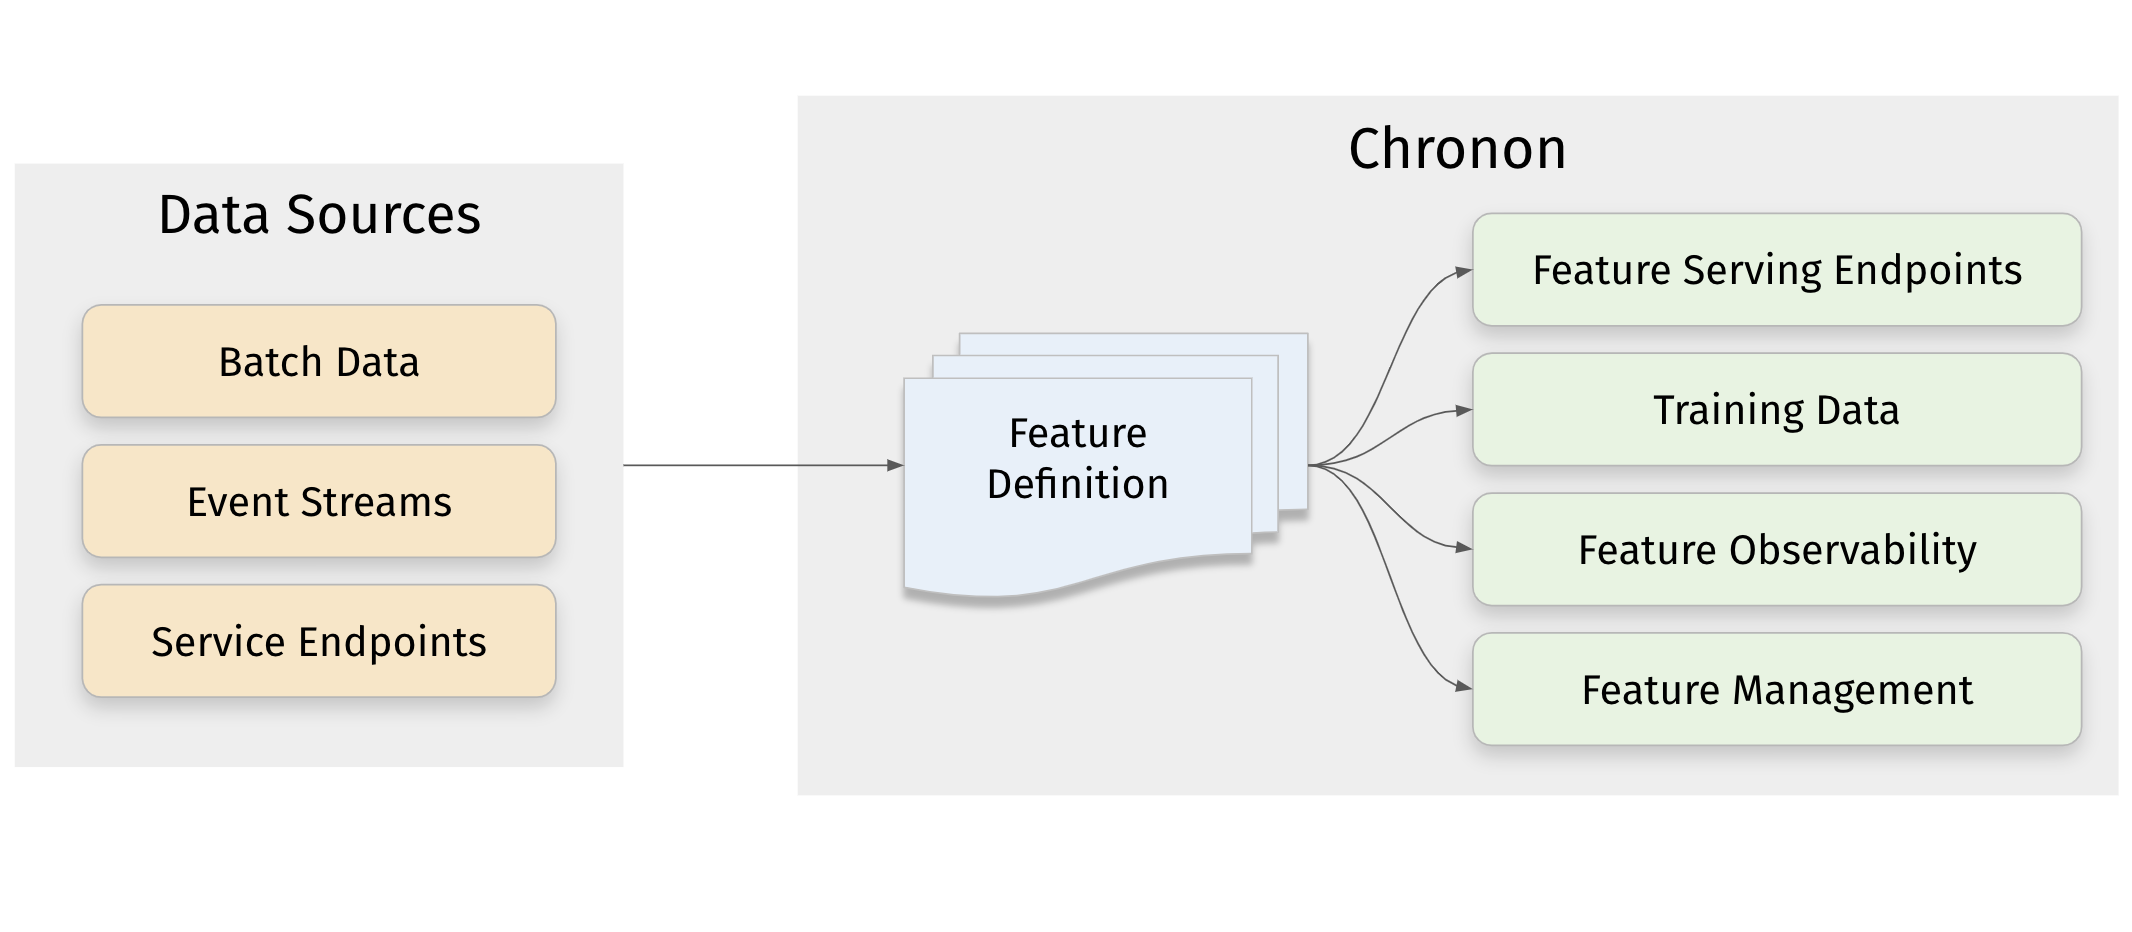 Data Sources
Batch Data
Event Streams
Service Endpoints
Chronon
Feature
Definition
Feature Serving Endpoints
Training Data
Feature Observability
Feature Management